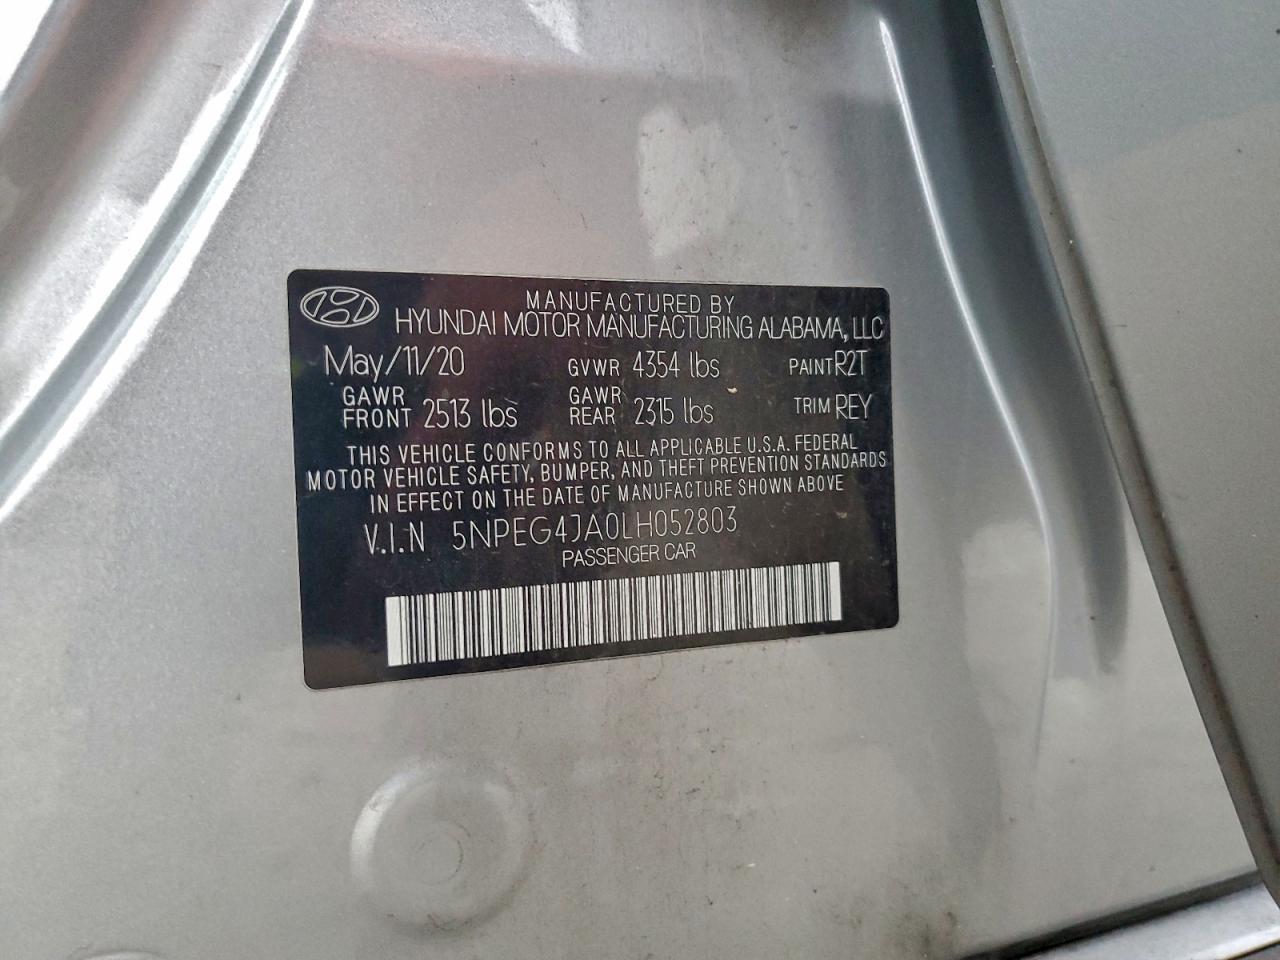 MANUFACTURED BY
HYUNDAI MOTOR MANUFACTURING ALABAMA, LLC
May/11/20 GVWR 4354 lbs PAINT R2T
GAWR FRONT 2513 lbs GAWR REAR 2315 lbs TRIM REY
THIS VEHICLE CONFORMS TO ALL APPLICABLE U.S.A. FEDERAL
MOTOR VEHICLE SAFETY, BUMPER, AND THEFT PREVENTION STANDARDS
IN EFFECT ON THE DATE OF MANUFACTURE SHOWN ABOVE
V.I.N 5NPEG4JA0LH052803
PASSENGER CAR